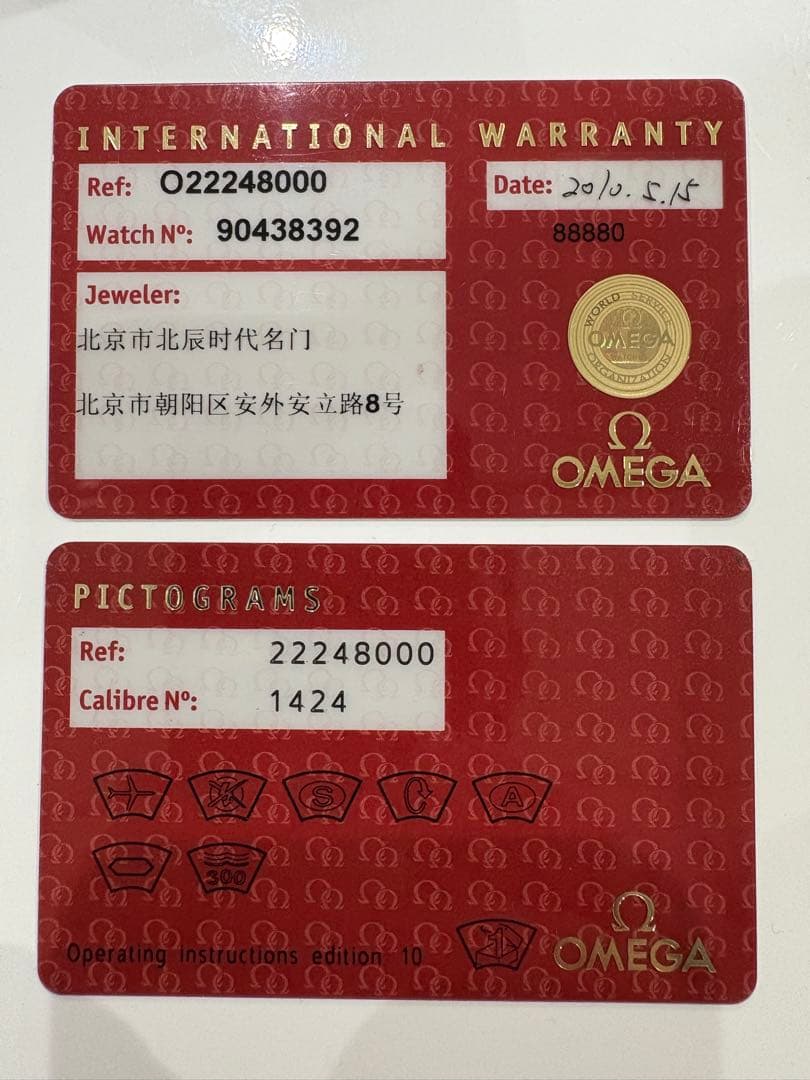 INTERNATIONAL WARRANTY
Ref: O22248000
Date: 2010.5.15
Watch Nº: 90438392
88880
Jeweler:
北京市北辰时代名门
北京市朝阳区安外安立路8号
WORLD SERVICE
OMEGA
WATCHES
ORGANIZATION
Ω
OMEGA
PICTOGRAMS
Ref: 22248000
Calibre Nº: 1424
S
A
300
1
Operating instructions edition 10
Ω
OMEGA